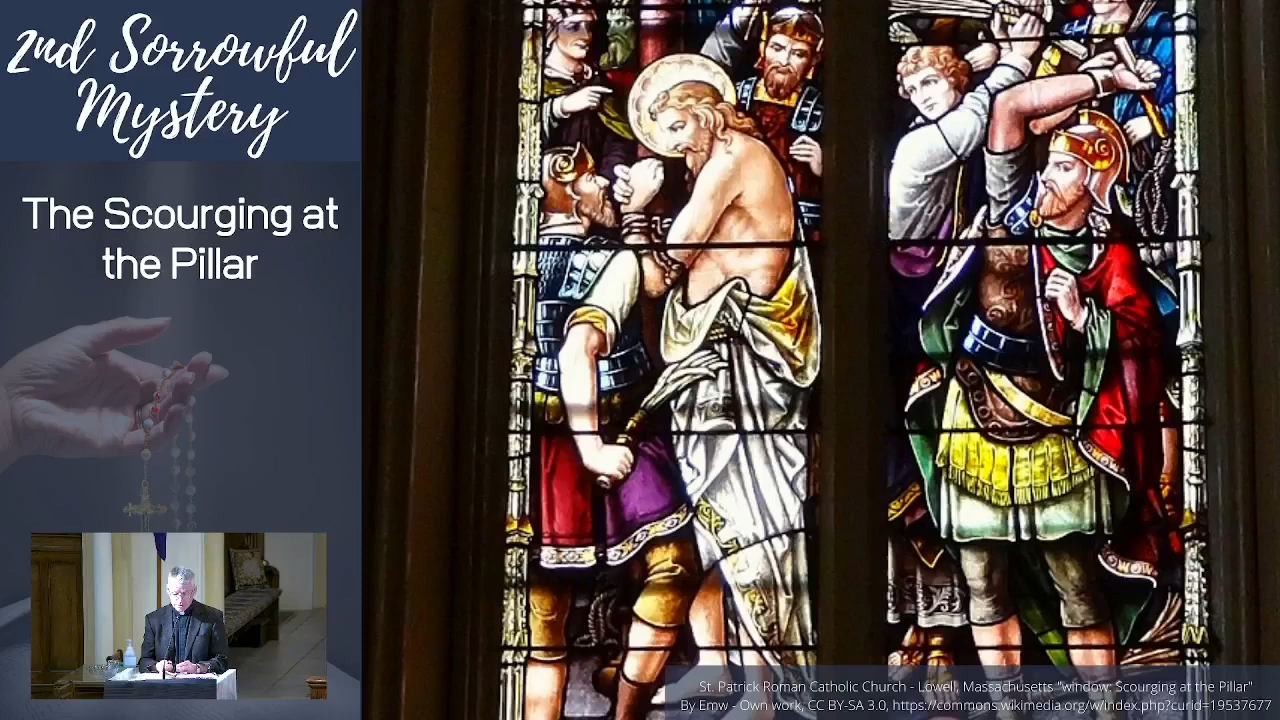 2nd Sorrowful
Mystery
The Scourging at
the Pillar
St. Patrick Roman Catholic Church - Lowell, Massachusetts "window: Scourging at the Pillar"
By Emw - Own work, CC BY-SA 3.0, https://commons.wikimedia.org/w/index.php?curid=19537677